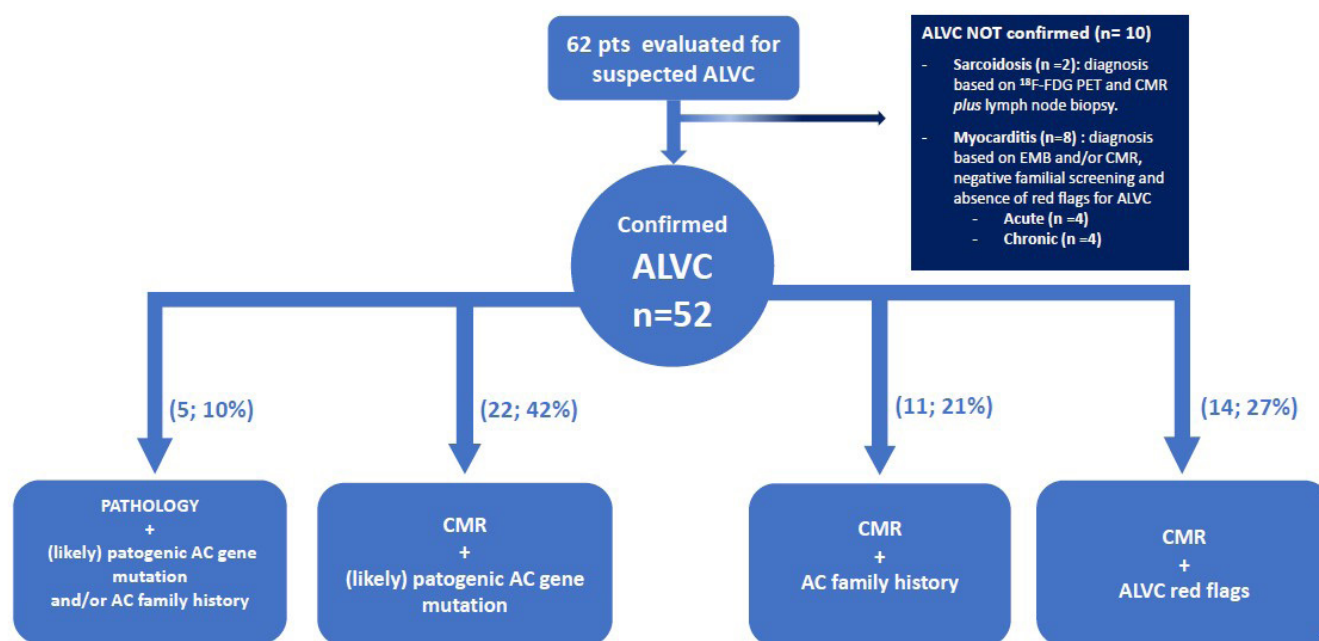 62 pts evaluated for
suspected ALVC
ALVC NOT confirmed (n= 10)
- Sarcoidosis (n =2): diagnosis
based on ¹⁸F-FDG PET and CMR
plus lymph node biopsy.
- Myocarditis (n=8) : diagnosis
based on EMB and/or CMR,
negative familial screening and
absence of red flags for ALVC
- Acute (n =4)
- Chronic (n =4)
Confirmed
ALVC
n=52
(5; 10%)
(22; 42%)
(11; 21%)
(14; 27%)
PATHOLOGY
+
(likely) patogenic AC gene
mutation
and/or AC family history
CMR
+
(likely) patogenic AC gene
mutation
CMR
+
AC family history
CMR
+
ALVC red flags